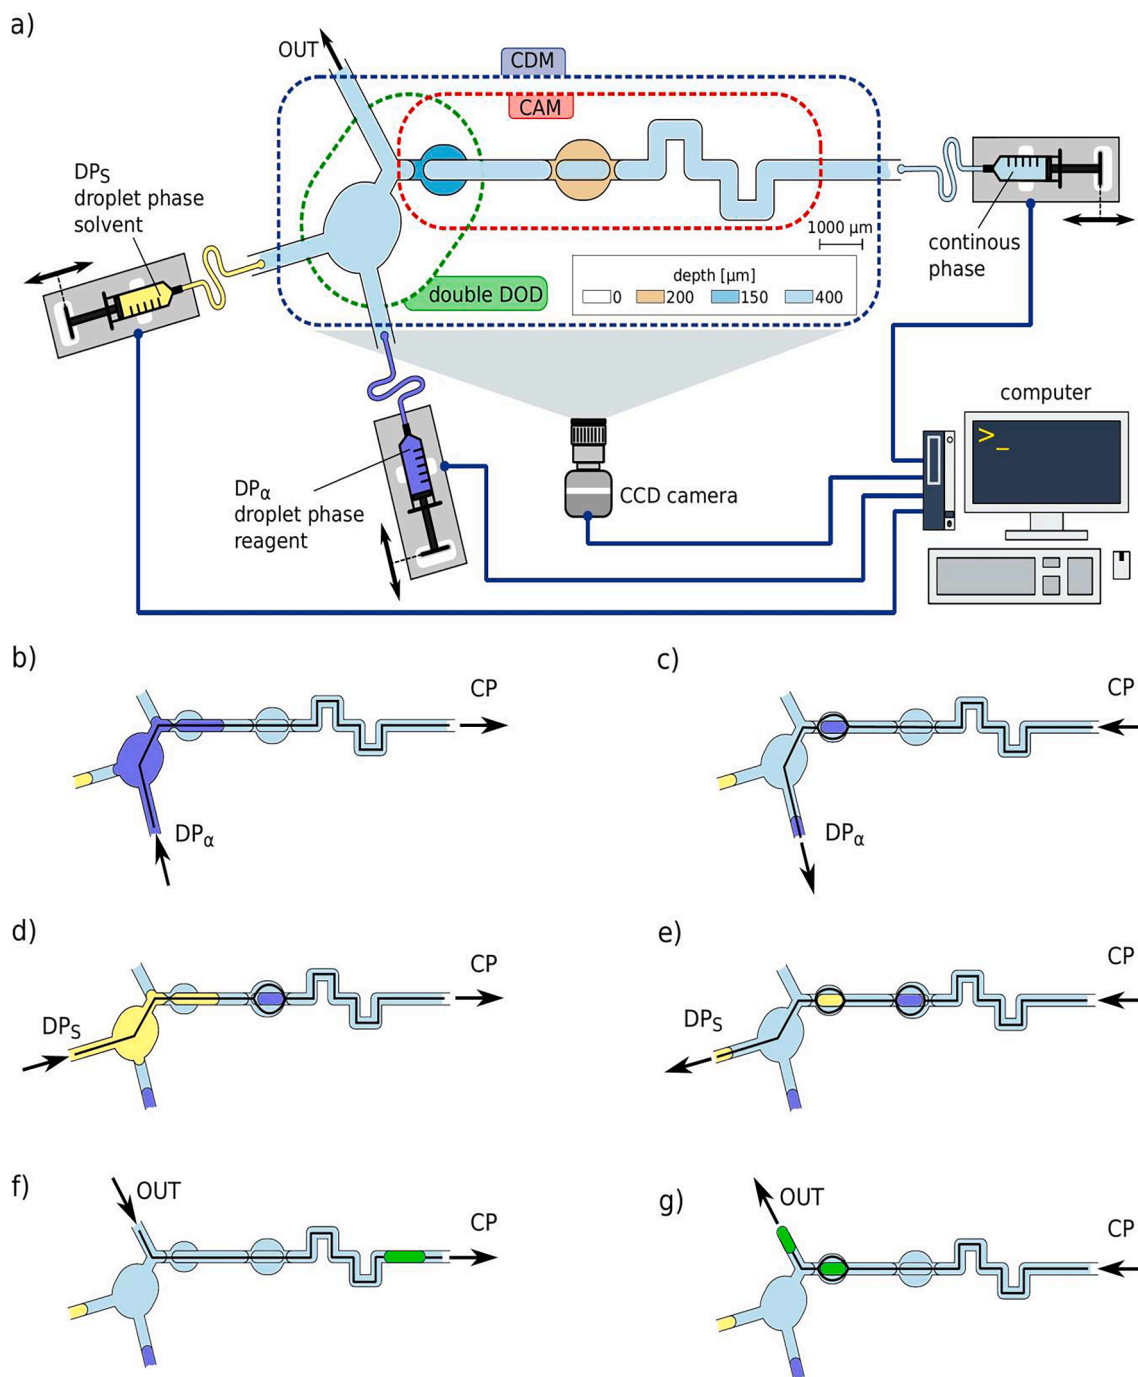 a)
OUT
CDM
CAM
DPS
droplet phase
solvent
1000 μm
continous
phase
depth [μm]
0
200
150
400
double DOD
computer
>_
DPα
droplet phase
reagent
CCD camera
b)
CP
DPα
c)
CP
DPα
d)
CP
DPS
e)
CP
DPS
f)
OUT
CP
g)
OUT
CP